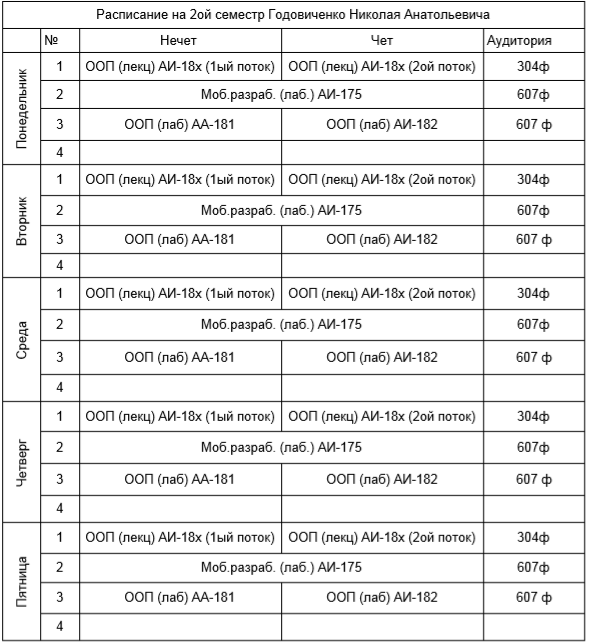 Расписание на 2ой семестр Годовиченко Николая Анатольевича
№ Нечет Чет Аудитория
Понедельник
1 ООП (лекц) АИ-18х (1ый поток) ООП (лекц) АИ-18х (2ой поток) 304ф
2 Моб.разраб. (лаб.) АИ-175 607ф
3 ООП (лаб) АА-181 ООП (лаб) АИ-182 607 ф
4
Вторник
1 ООП (лекц) АИ-18х (1ый поток) ООП (лекц) АИ-18х (2ой поток) 304ф
2 Моб.разраб. (лаб.) АИ-175 607ф
3 ООП (лаб) АА-181 ООП (лаб) АИ-182 607 ф
4
Среда
1 ООП (лекц) АИ-18х (1ый поток) ООП (лекц) АИ-18х (2ой поток) 304ф
2 Моб.разраб. (лаб.) АИ-175 607ф
3 ООП (лаб) АА-181 ООП (лаб) АИ-182 607 ф
4
Четверг
1 ООП (лекц) АИ-18х (1ый поток) ООП (лекц) АИ-18х (2ой поток) 304ф
2 Моб.разраб. (лаб.) АИ-175 607ф
3 ООП (лаб) АА-181 ООП (лаб) АИ-182 607 ф
4
Пятница
1 ООП (лекц) АИ-18х (1ый поток) ООП (лекц) АИ-18х (2ой поток) 304ф
2 Моб.разраб. (лаб.) АИ-175 607ф
3 ООП (лаб) АА-181 ООП (лаб) АИ-182 607 ф
4